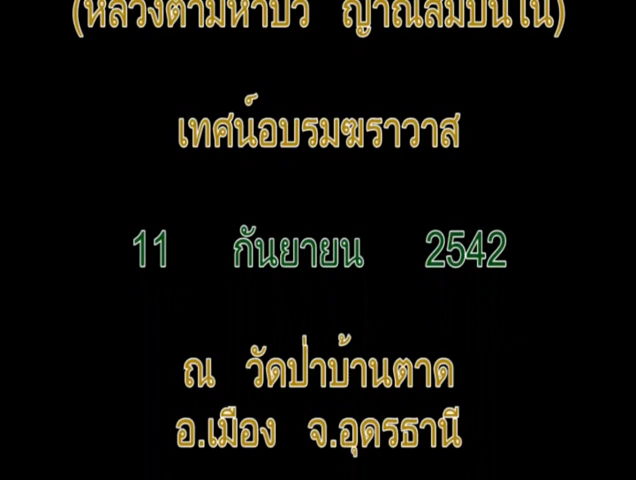 (หลวงตามหาบัว ญาณสัมปันโน)
เทศน์อบรมฆราวาส
11 กันยายน 2542
ณ วัดป่าบ้านตาด
อ.เมือง จ.อุดรธานี